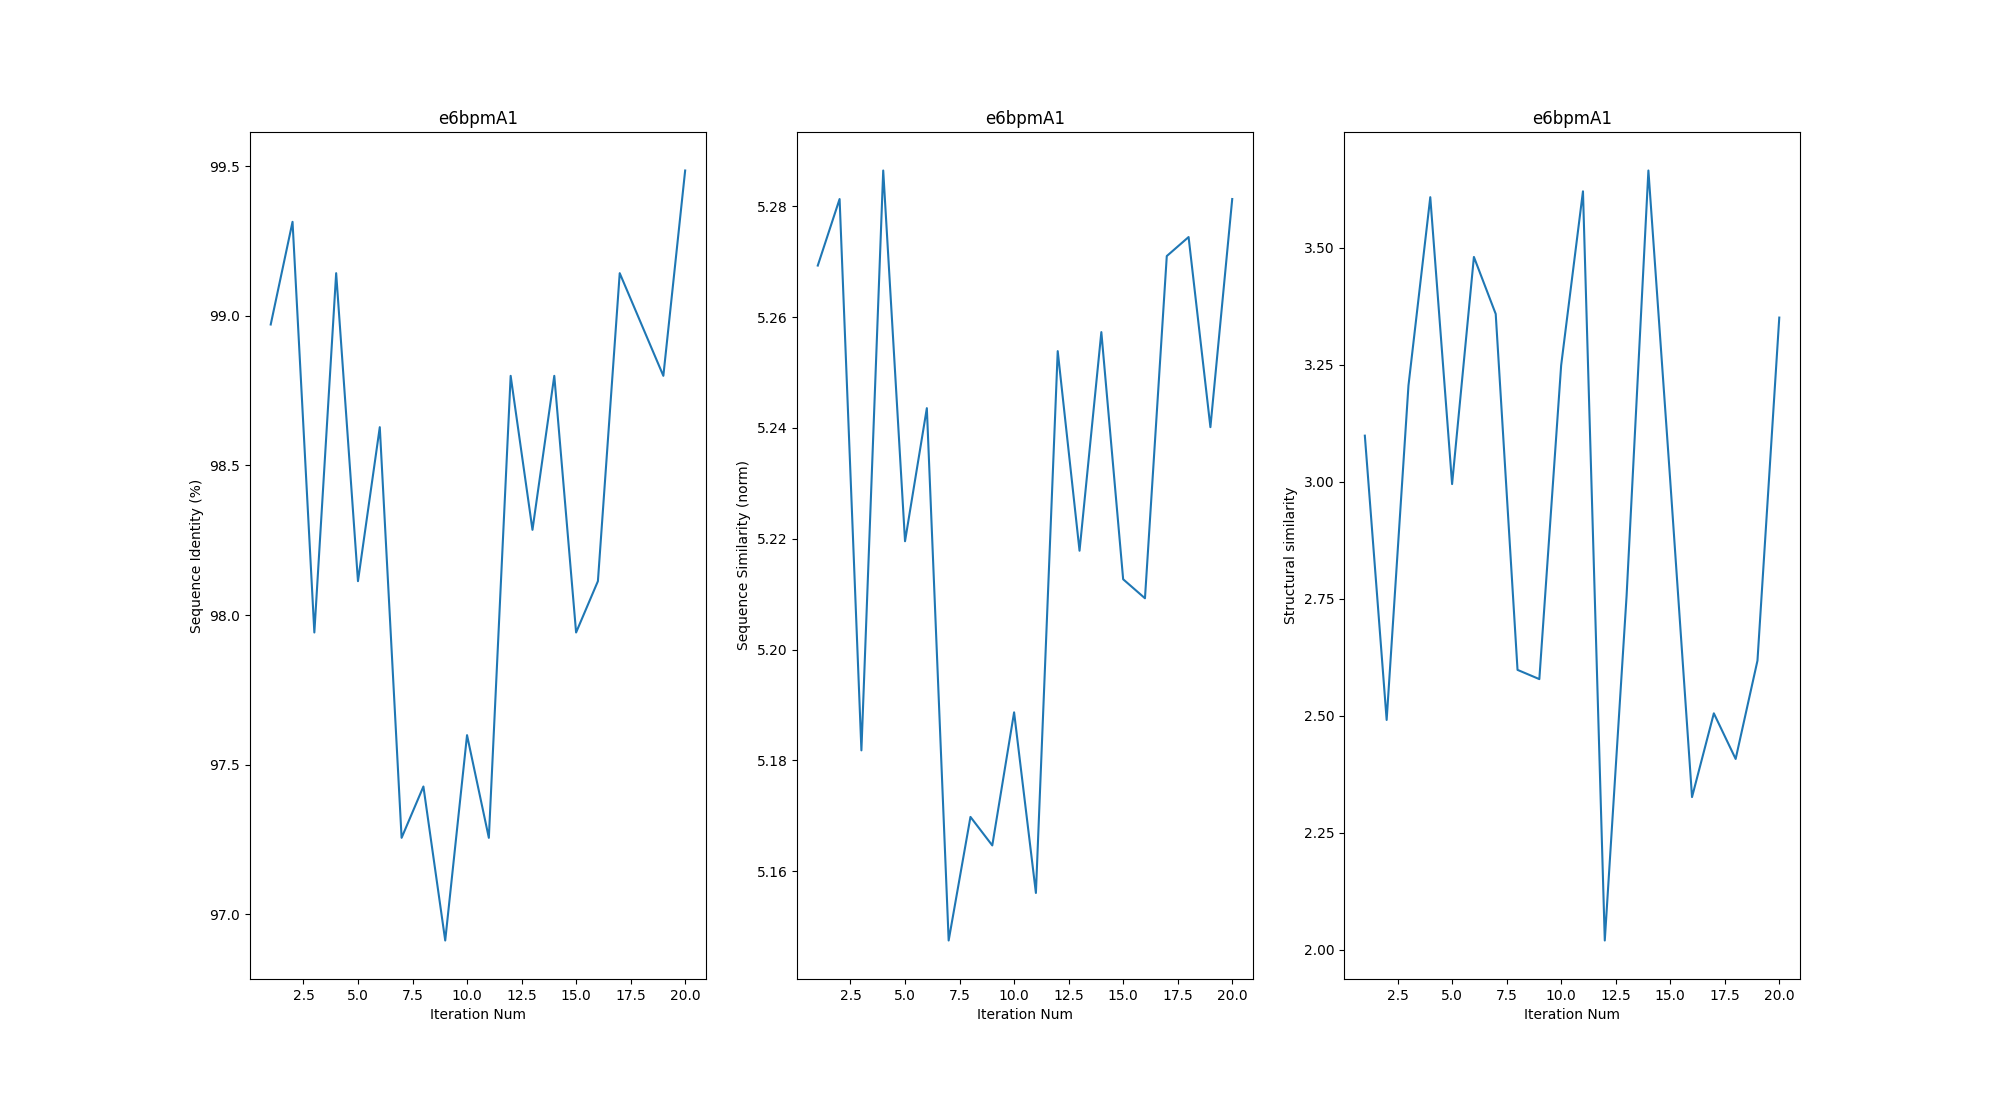 e6bpmA1
99.5
99.0
98.5
98.0
97.5
97.0
Sequence Identity (%)
2.5 5.0 7.5 10.0 12.5 15.0 17.5 20.0
Iteration Num
e6bpmA1
5.28
5.26
5.24
5.22
5.20
5.18
5.16
Sequence Similarity (norm)
2.5 5.0 7.5 10.0 12.5 15.0 17.5 20.0
Iteration Num
e6bpmA1
3.50
3.25
3.00
2.75
2.50
2.25
2.00
Structural similarity
2.5 5.0 7.5 10.0 12.5 15.0 17.5 20.0
Iteration Num